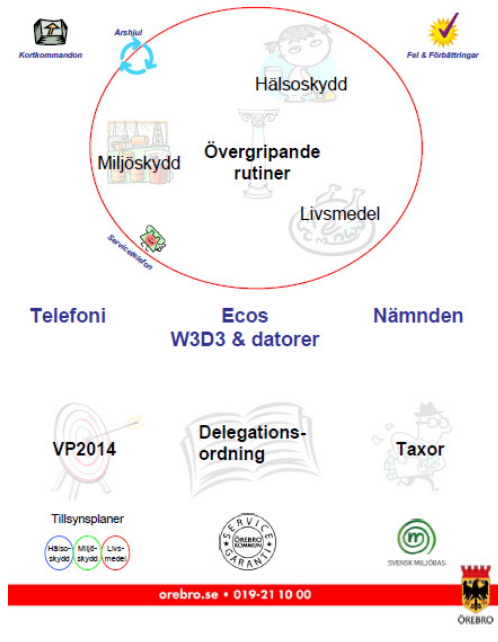 Kortkommandon
Årshjul
Fel & Förbättringar
Hälsoskydd
Miljöskydd
Övergripande
rutiner
Livsmedel
Servicetelefon
Telefoni
Ecos
W3D3 & datorer
Nämnden
VP2014
Delegations-
ordning
Taxor
Tillsynsplaner
Hälso-
skydd
Miljö-
skydd
Livs-
medel
SERVICE
ÖREBRO
KOMMUN
GARANTI
m
SVENSK MILJÖBAS
orebro.se • 019-21 10 00
ÖREBRO